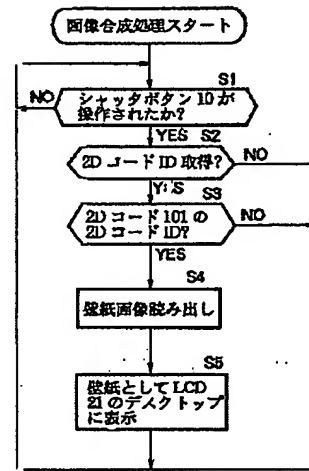 画像合成処理スタート
S1
NO
シャッタボタン 10 が
操作されたか?
YES S2
2D コード ID 取得?
NO
YES
S3
2D コード 101 の
2D コード ID?
NO
YES
S4
壁紙画像読み出し
S5
壁紙として LCD
21 のデスクトップ
に表示